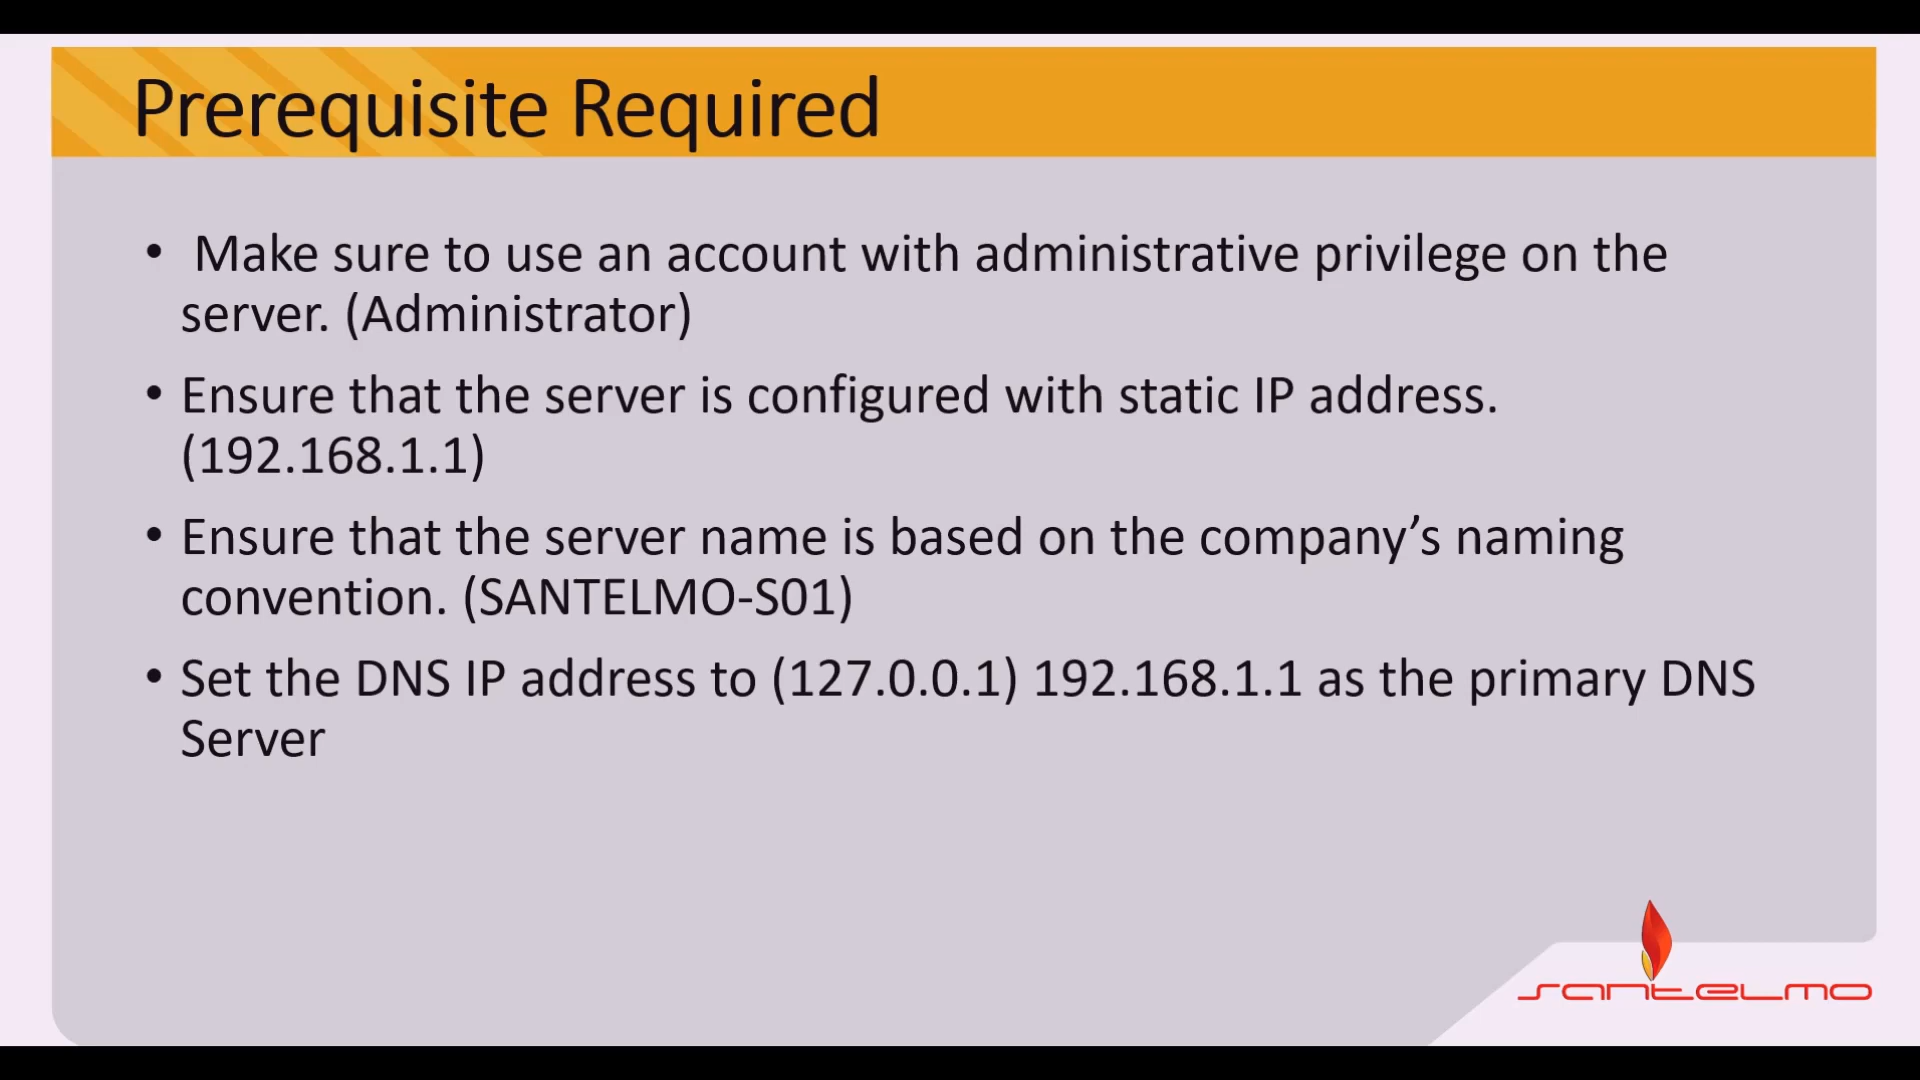 Prerequisite Required
• Make sure to use an account with administrative privilege on the
server. (Administrator)
• Ensure that the server is configured with static IP address.
(192.168.1.1)
• Ensure that the server name is based on the company’s naming
convention. (SANTELMO-S01)
• Set the DNS IP address to (127.0.0.1) 192.168.1.1 as the primary DNS
Server
santelmo